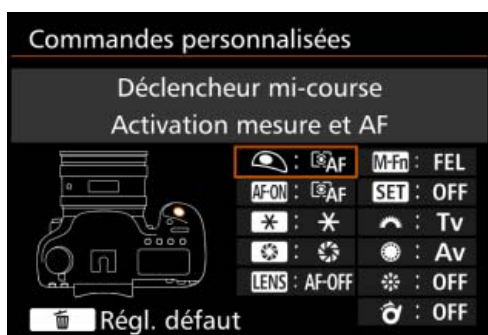 Commandes personnalisées
Déclencheur mi-course
Activation mesure et AF
: AF M-Fn : FEL
AF-ON : AF SET : OFF
: Tv
: Av
LENS : AF-OFF : OFF
Régl. défaut : OFF